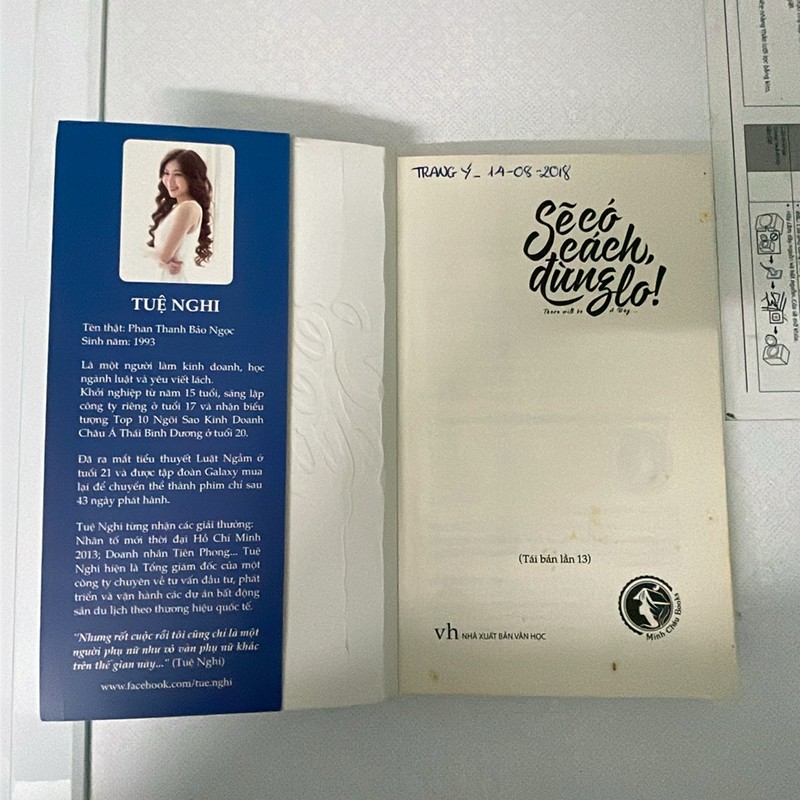 TUỆ NGHI
Tên thật: Phan Thanh Bảo Ngọc
Sinh năm: 1993
Là một người làm kinh doanh, học
ngành luật và yêu viết lách.
Khởi nghiệp từ năm 15 tuổi, sáng lập
công ty riêng ở tuổi 17 và nhận biểu
tượng Top 10 Ngôi Sao Kinh Doanh
Châu Á Thái Bình Dương ở tuổi 20.
Đã ra mắt tiểu thuyết Luật Ngầm ở
tuổi 21 và được tập đoàn Galaxy mua
lại để chuyển thể thành phim chỉ sau
43 ngày phát hành.
Tuệ Nghi từng nhận các giải thưởng:
Nhân tố mới thời đại Hồ Chí Minh
2013; Doanh nhân Tiên Phong... Tuệ
Nghi hiện là Tổng giám đốc của một
công ty chuyên về tư vấn đầu tư, phát
triển và vận hành các dự án bất động
sản du lịch theo thương hiệu quốc tế.
"Nhưng rốt cuộc rồi tôi cũng chỉ là một
người phụ nữ như vô vàn phụ nữ khác
trên thế gian này..." (Tuệ Nghi)
www.facebook.com/tue.nghi
TRANG Ý_ 14-08-2018
Sẽ có
cách,
đừng lo!
There will be A Way...
(Tái bản lần 13)
Minh Châu Books
vh NHÀ XUẤT BẢN VĂN HỌC